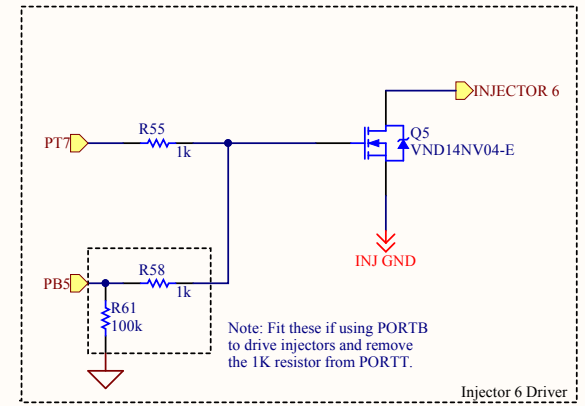 INJECTOR 6
R55
PT7
1k
Q5
VND14NV04-E
INJ GND
R58
PB5
1k
R61
100k
Note: Fit these if using PORTB
to drive injectors and remove
the 1K resistor from PORTT.
Injector 6 Driver